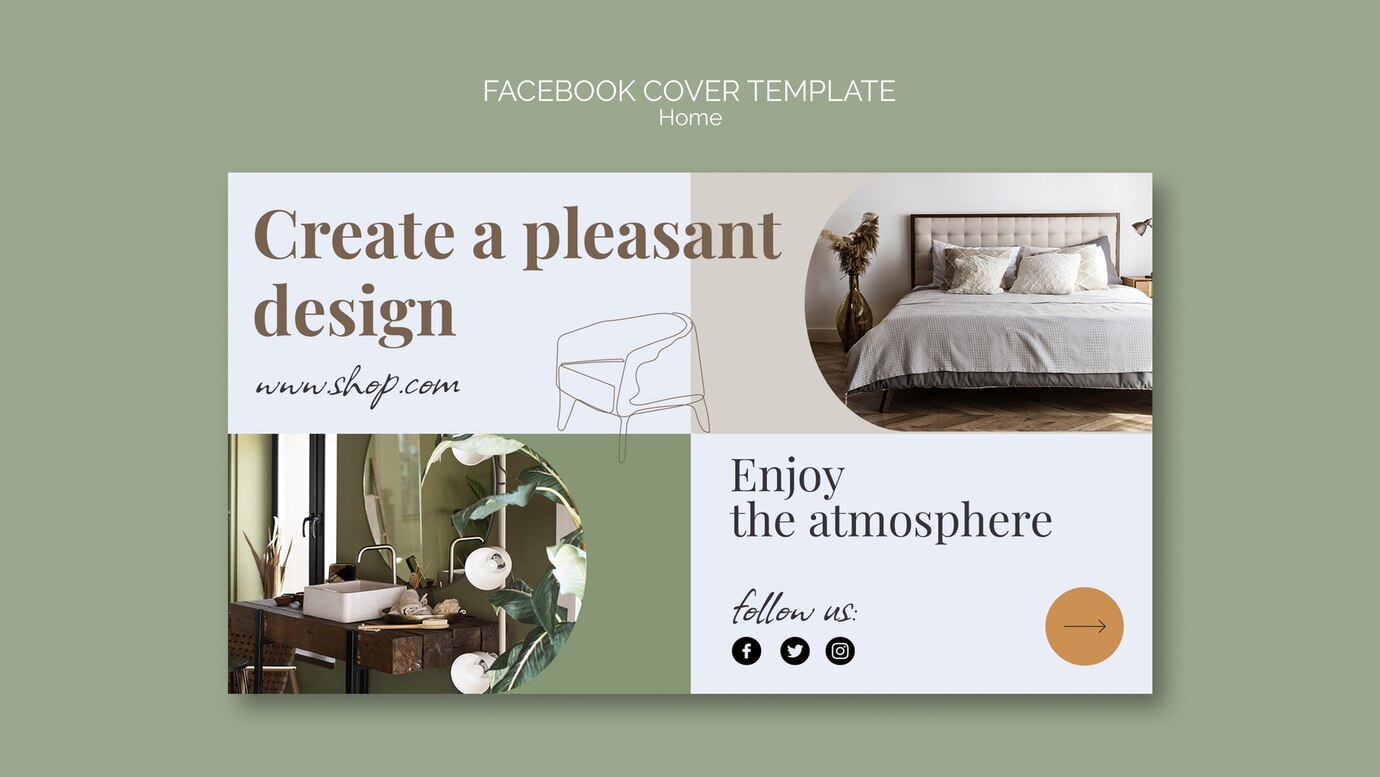 FACEBOOK COVER TEMPLATE
Home
Create a pleasant
design
www.shop.com
Enjoy
the atmosphere
follow us: